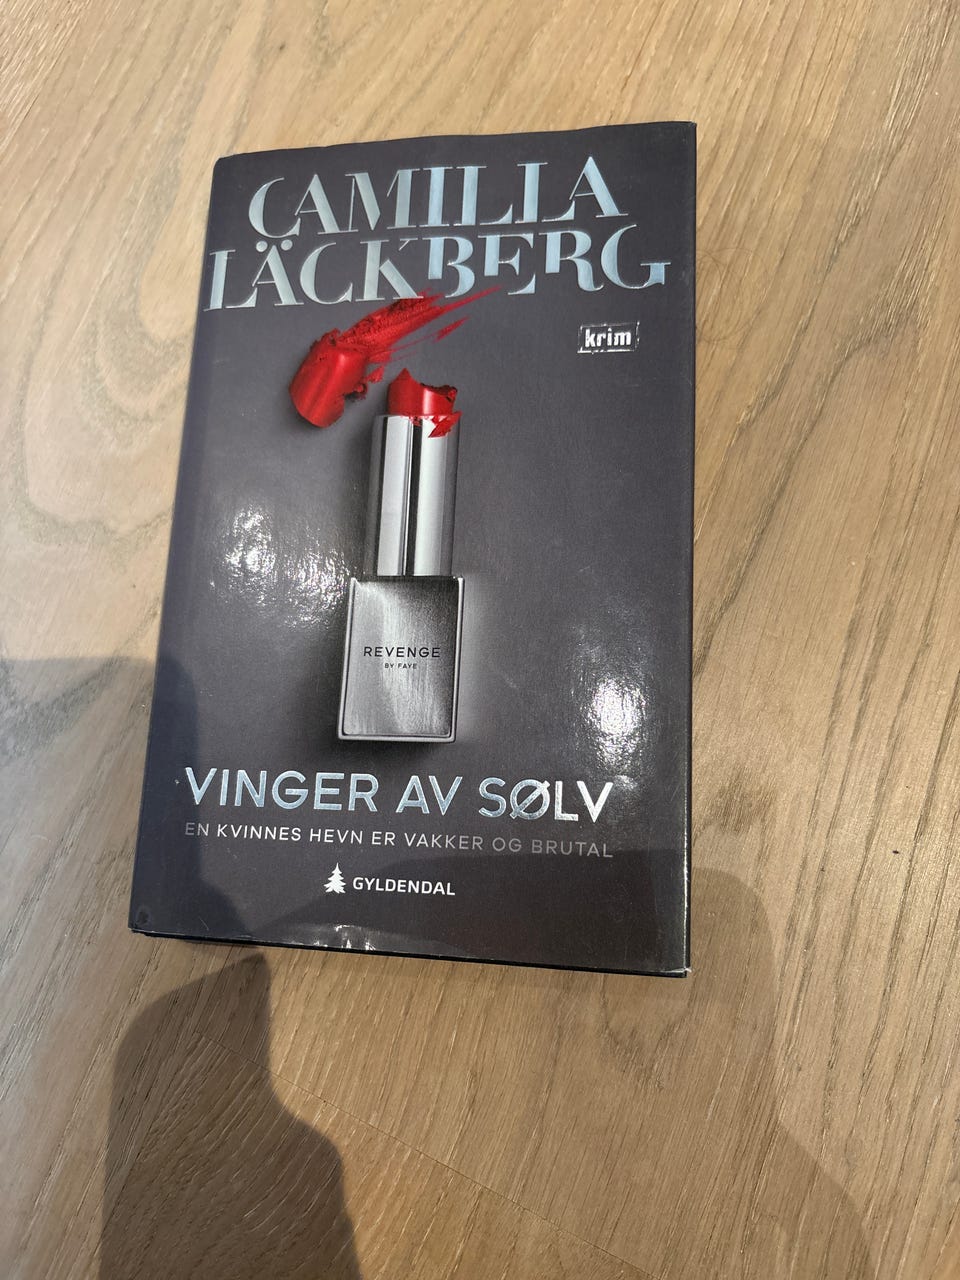 CAMILLA
LÄCKBERG
krim
REVENGE
BY FAYE
VINGER AV SØLV
EN KVINNES HEVN ER VAKKER OG BRUTAL
GYLDENDAL